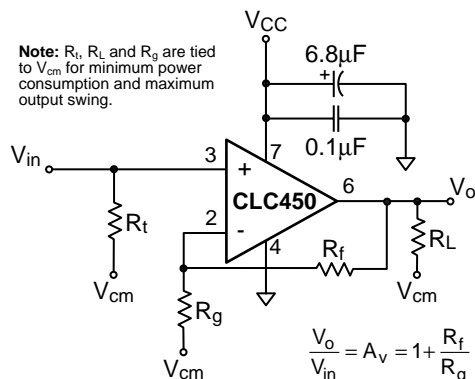 Note: Rt, RL and Rg are tied
to Vcm for minimum power
consumption and maximum
output swing.
VCC
6.8μF
+
0.1μF
Vin
3
7
+
CLC450
6
Vo
Rt
2
-
4
Rf
RL
Vcm
Rg
Vcm
Vcm
Vo/Vin = Av = 1 + Rf/Rg